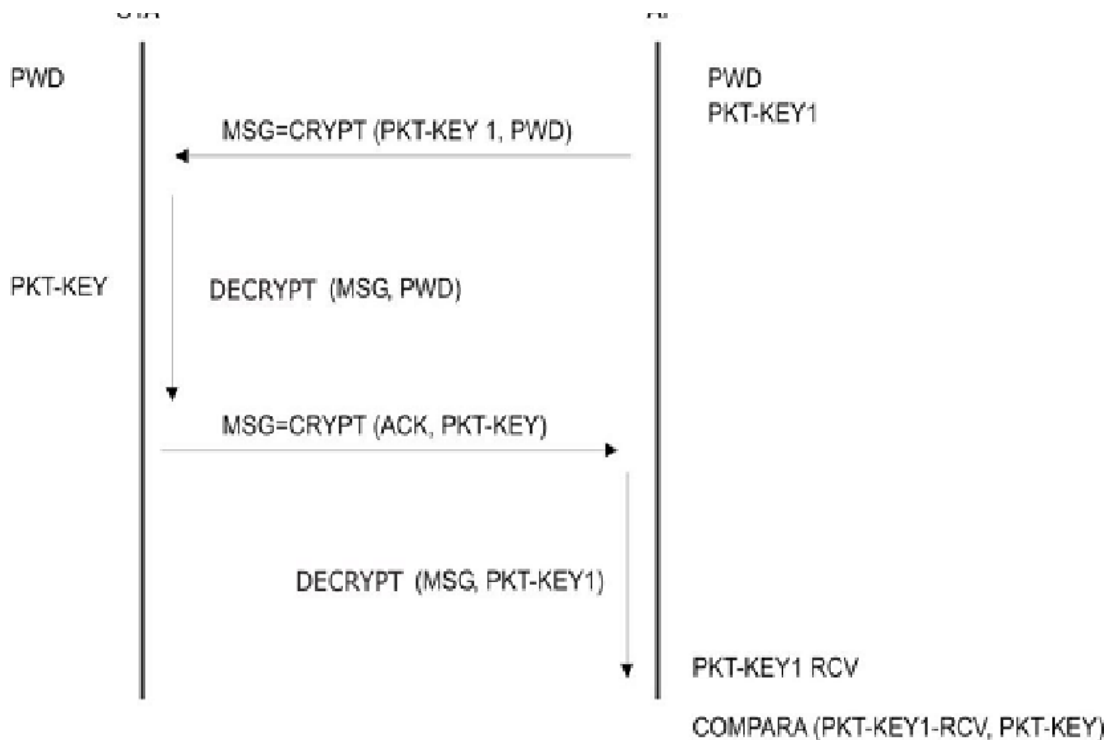 PWD
PWD
PKT-KEY1
MSG=CRYPT (PKT-KEY 1, PWD)
PKT-KEY
DECRYPT (MSG, PWD)
MSG=CRYPT (ACK, PKT-KEY)
DECRYPT (MSG, PKT-KEY1)
PKT-KEY1 RCV
COMPARA (PKT-KEY1-RCV, PKT-KEY)